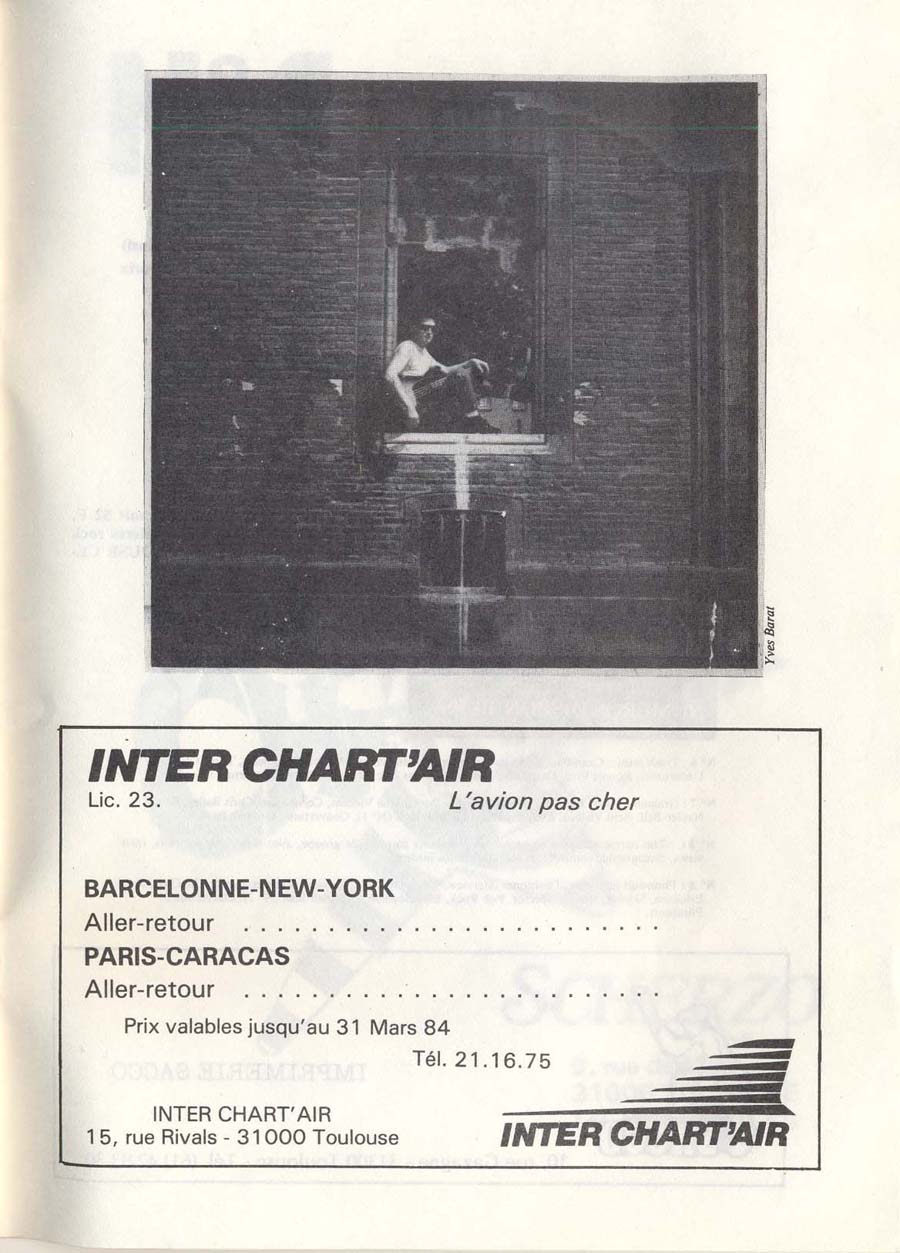 Yves Barat
INTER CHART'AIR
Lic. 23.
L'avion pas cher
BARCELONNE-NEW-YORK
Aller-retour . . . . . . . . . . . . . . . . . . . . . . . . .
PARIS-CARACAS
Aller-retour . . . . . . . . . . . . . . . . . . . . . . . . .
Prix valables jusqu'au 31 Mars 84
Tél. 21.16.75
INTER CHART'AIR
15, rue Rivals - 31000 Toulouse
INTER CHART'AIR